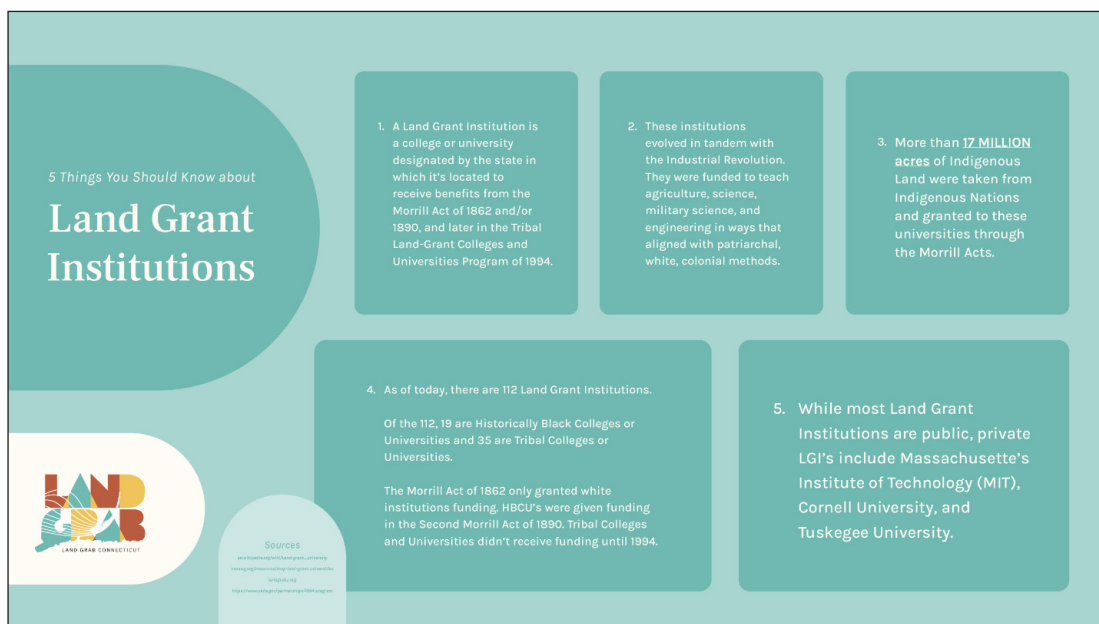 5 Things You Should Know about
Land Grant
Institutions
1. A Land Grant Institution is
a college or university
designated by the state in
which it's located to
receive benefits from the
Morrill Act of 1862 and/or
1890, and later in the Tribal
Land-Grant Colleges and
Universities Program of 1994.
2. These institutions
evolved in tandem with
the Industrial Revolution.
They were funded to teach
agriculture, science,
military science, and
engineering in ways that
aligned with patriarchal,
white, colonial methods.
3. More than 17 MILLION
acres of Indigenous
Land were taken from
Indigenous Nations
and granted to these
universities through
the Morrill Acts.
4. As of today, there are 112 Land Grant Institutions.
Of the 112, 19 are Historically Black Colleges or
Universities and 35 are Tribal Colleges or
Universities.
The Morrill Act of 1862 only granted white
institutions funding. HBCU's were given funding
in the Second Morrill Act of 1890. Tribal Colleges
and Universities didn't receive funding until 1994.
5. While most Land Grant
Institutions are public, private
LGI's include Massachusette's
Institute of Technology (MIT),
Cornell University, and
Tuskegee University.
LAND
GRAB
LAND GRAB CONNECTICUT
Sources